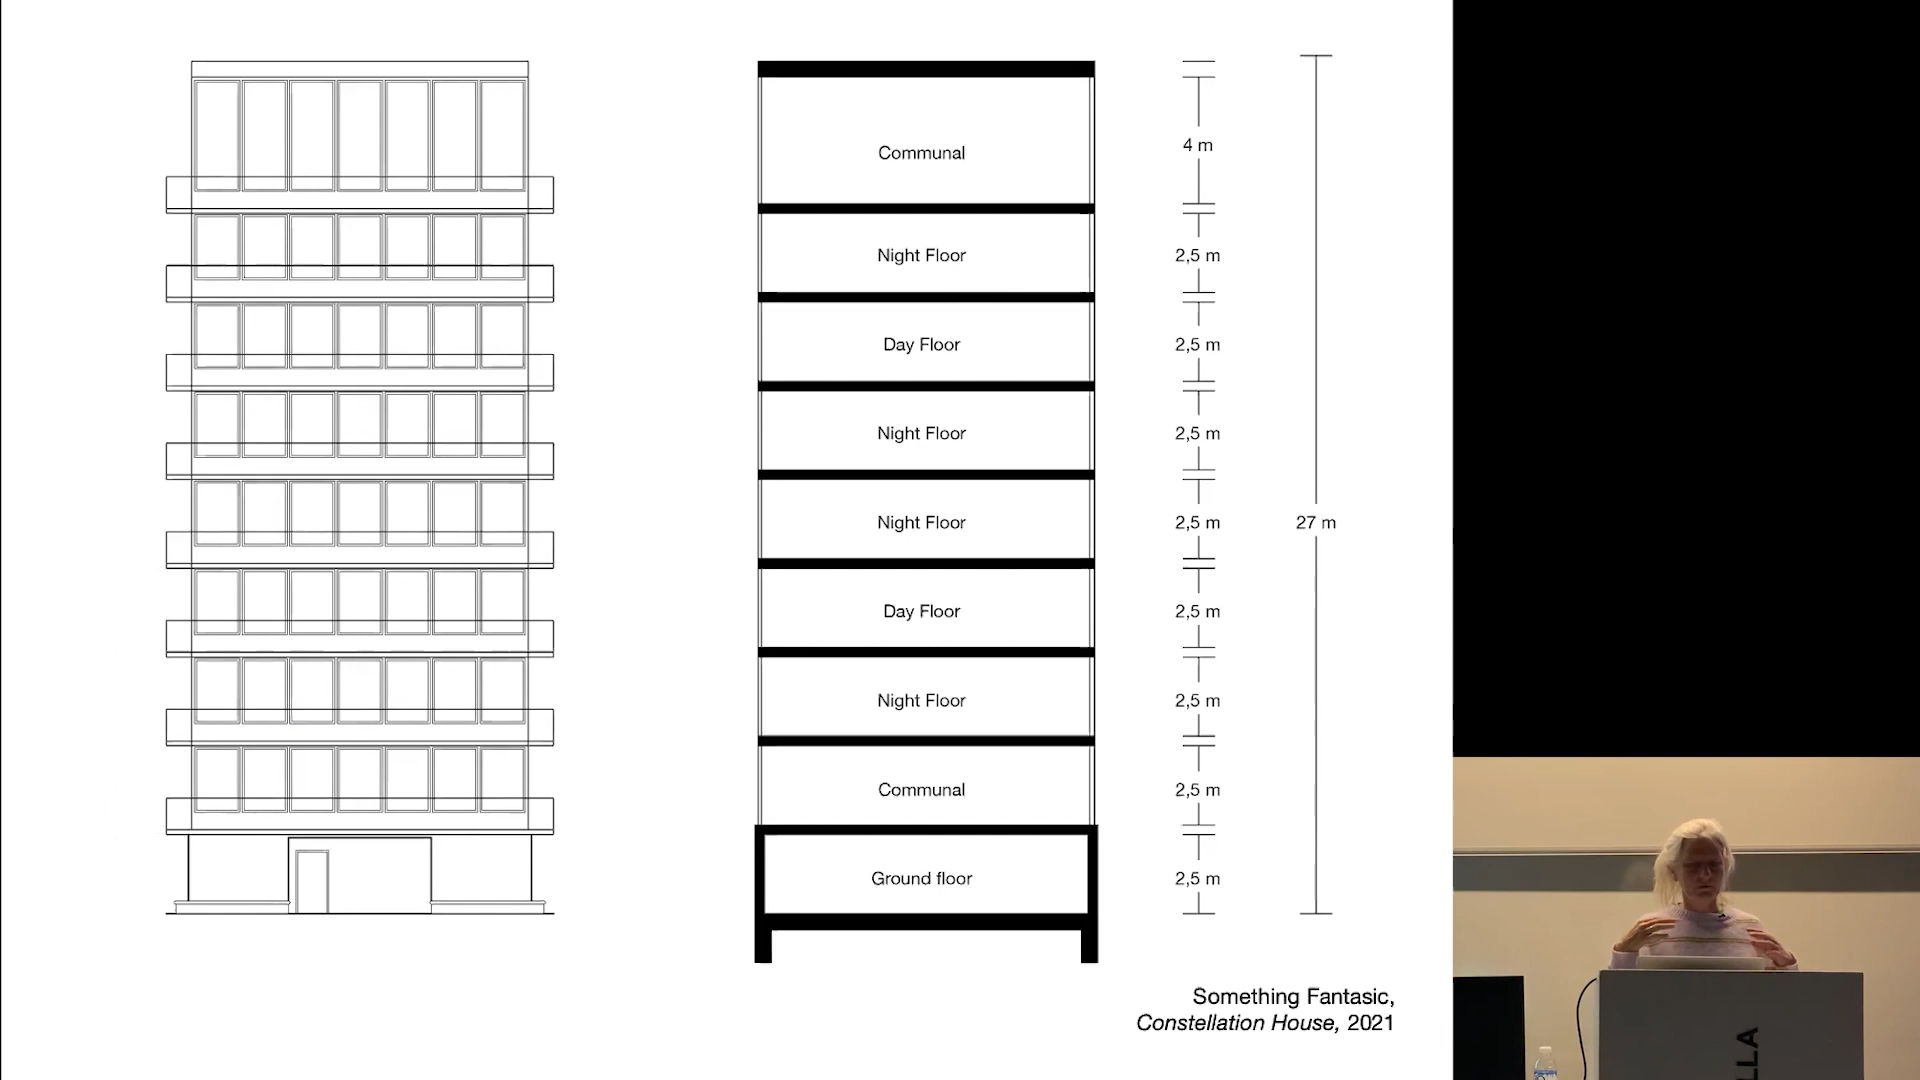 Communal
4 m
Night Floor
2,5 m
Day Floor
2,5 m
Night Floor
2,5 m
Night Floor
2,5 m
27 m
Day Floor
2,5 m
Night Floor
2,5 m
Communal
2,5 m
Ground floor
2,5 m
Something Fantasic,
Constellation House, 2021
LLA